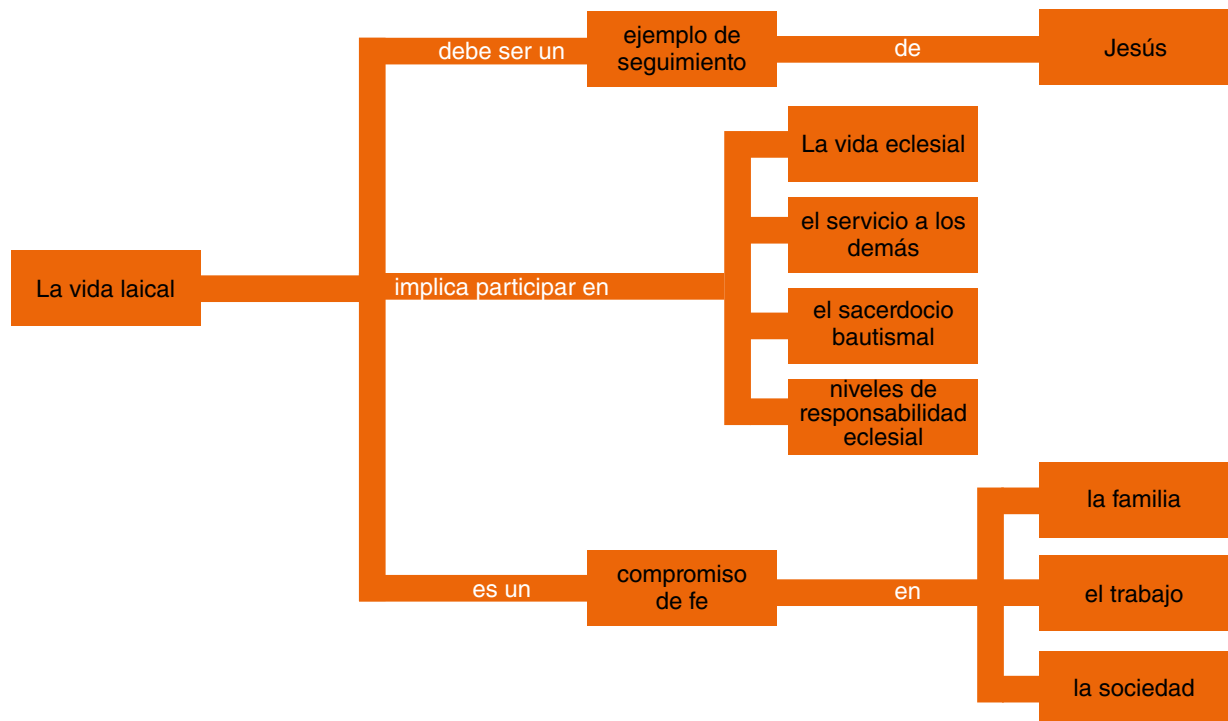 debe ser un
ejemplo de
seguimiento
de
Jesús
La vida eclesial
el servicio a los
demás
La vida laical
implica participar en
el sacerdocio
bautismal
niveles de
responsabilidad
eclesial
es un
compromiso
de fe
en
la familia
el trabajo
la sociedad